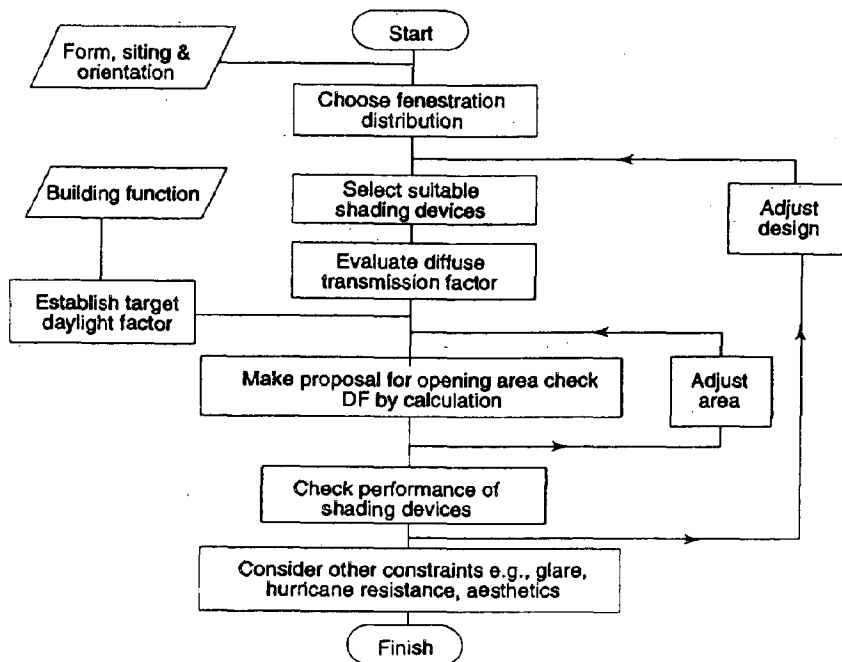 Start
Form, siting &
orientation
Choose fenestration
distribution
Building function
Select suitable
shading devices
Adjust
design
Evaluate diffuse
transmission factor
Establish target
daylight factor
Make proposal for opening area check
DF by calculation
Adjust
area
Check performance of
shading devices
Consider other constraints e.g., glare,
hurricane resistance, aesthetics
Finish